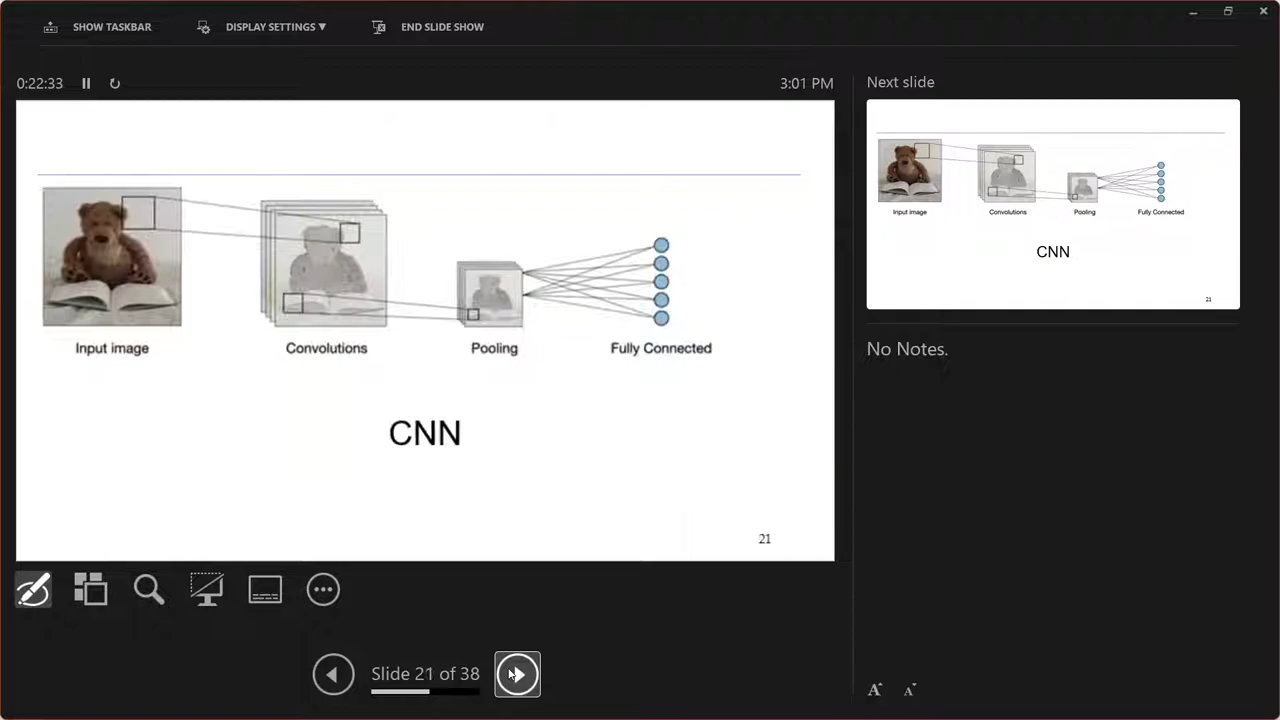 SHOW TASKBAR
DISPLAY SETTINGS ▼
END SLIDE SHOW
0:22:33
3:01 PM
Input image
Convolutions
Pooling
Fully Connected
CNN
21
Next slide
Input image
Convolutions
Pooling
Fully Connected
CNN
21
No Notes.
Slide 21 of 38
A A